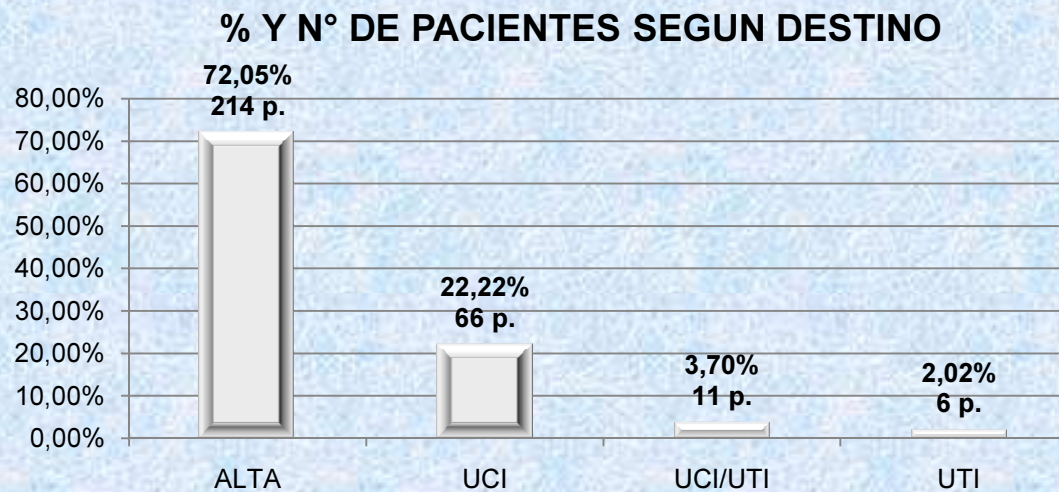 % Y N° DE PACIENTES SEGUN DESTINO
72,05%
214 p.
22,22%
66 p.
3,70%
11 p.
2,02%
6 p.
80,00%
70,00%
60,00%
50,00%
40,00%
30,00%
20,00%
10,00%
0,00%
ALTA UCI UCI/UTI UTI